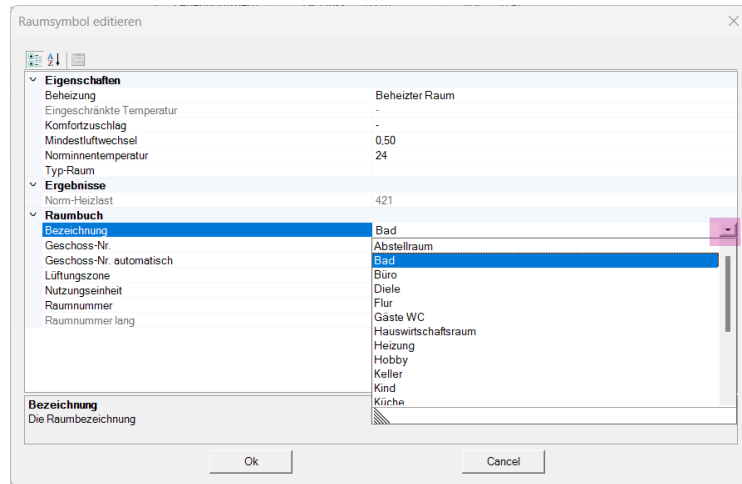 Raumsymbol editieren
Eigenschaften
Beheizung Beheizter Raum
Eingeschränkte Temperatur -
Komfortzuschlag -
Mindestluftwechsel 0,50
Norminnentemperatur 24
Typ-Raum
Ergebnisse
Norm-Heizlast 421
Raumbuch
Bezeichnung Bad
Geschoss-Nr.
Geschoss-Nr. automatisch
Lüftungszone
Nutzungseinheit
Raumnummer
Raumnummer lang
Abstellraum
Bad
Büro
Diele
Flur
Gäste WC
Hauswirtschaftsraum
Heizung
Hobby
Keller
Kind
Küche
Bezeichnung
Die Raumbezeichnung
Ok Cancel